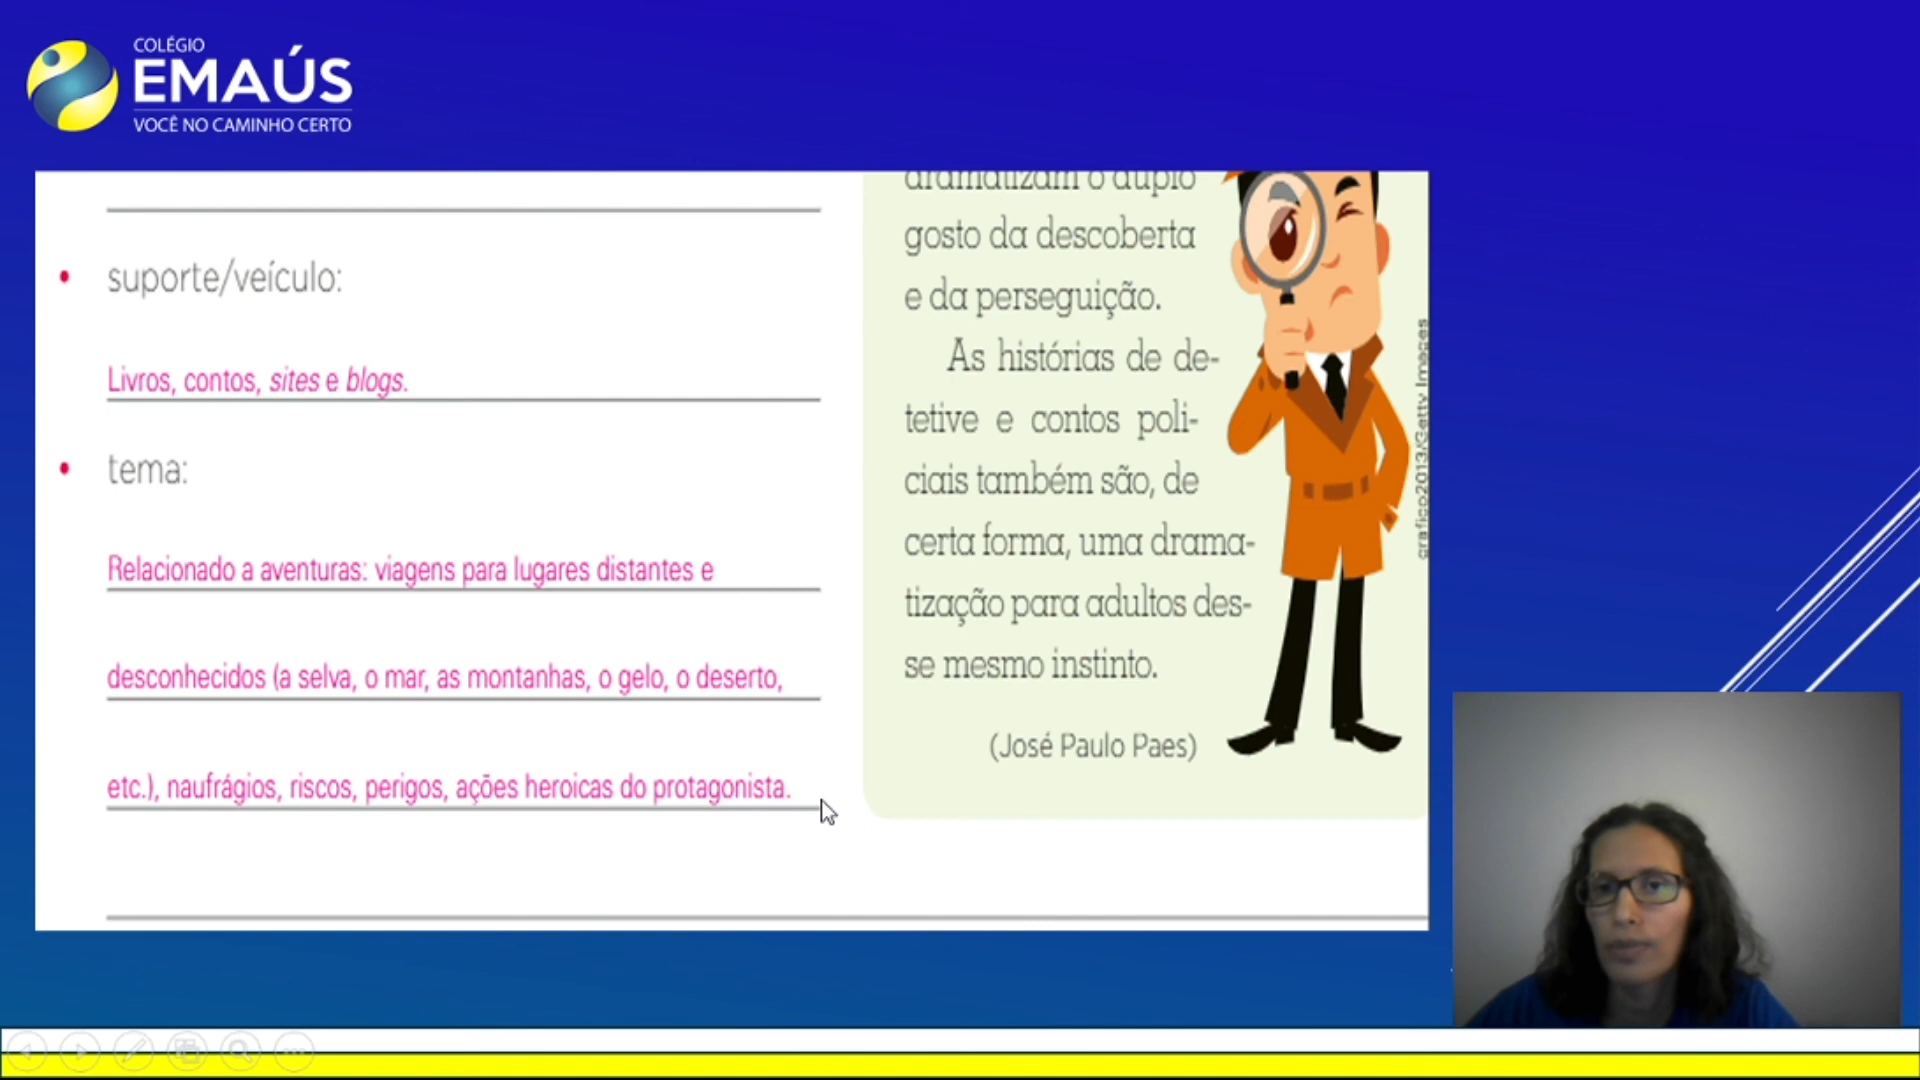 COLÉGIO
EMAÚS
VOCÊ NO CAMINHO CERTO
• suporte/veículo:
Livros, contos, sites e blogs.
• tema:
Relacionado a aventuras: viagens para lugares distantes e
desconhecidos (a selva, o mar, as montanhas, o gelo, o deserto,
etc.), naufrágios, riscos, perigos, ações heroicas do protagonista.
dramatizam o duplo
gosto da descoberta
e da perseguição.
As histórias de de-
tetive e contos poli-
ciais também são, de
certa forma, uma drama-
tização para adultos des-
se mesmo instinto.
(José Paulo Paes)
grafico2013/Getty Images